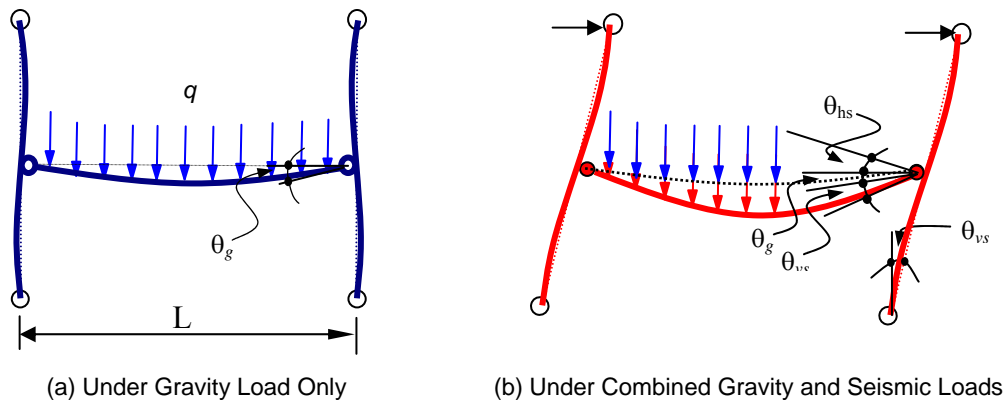 q
θg
L
(a) Under Gravity Load Only
θhs
θg
θvs
θvs
(b) Under Combined Gravity and Seismic Loads